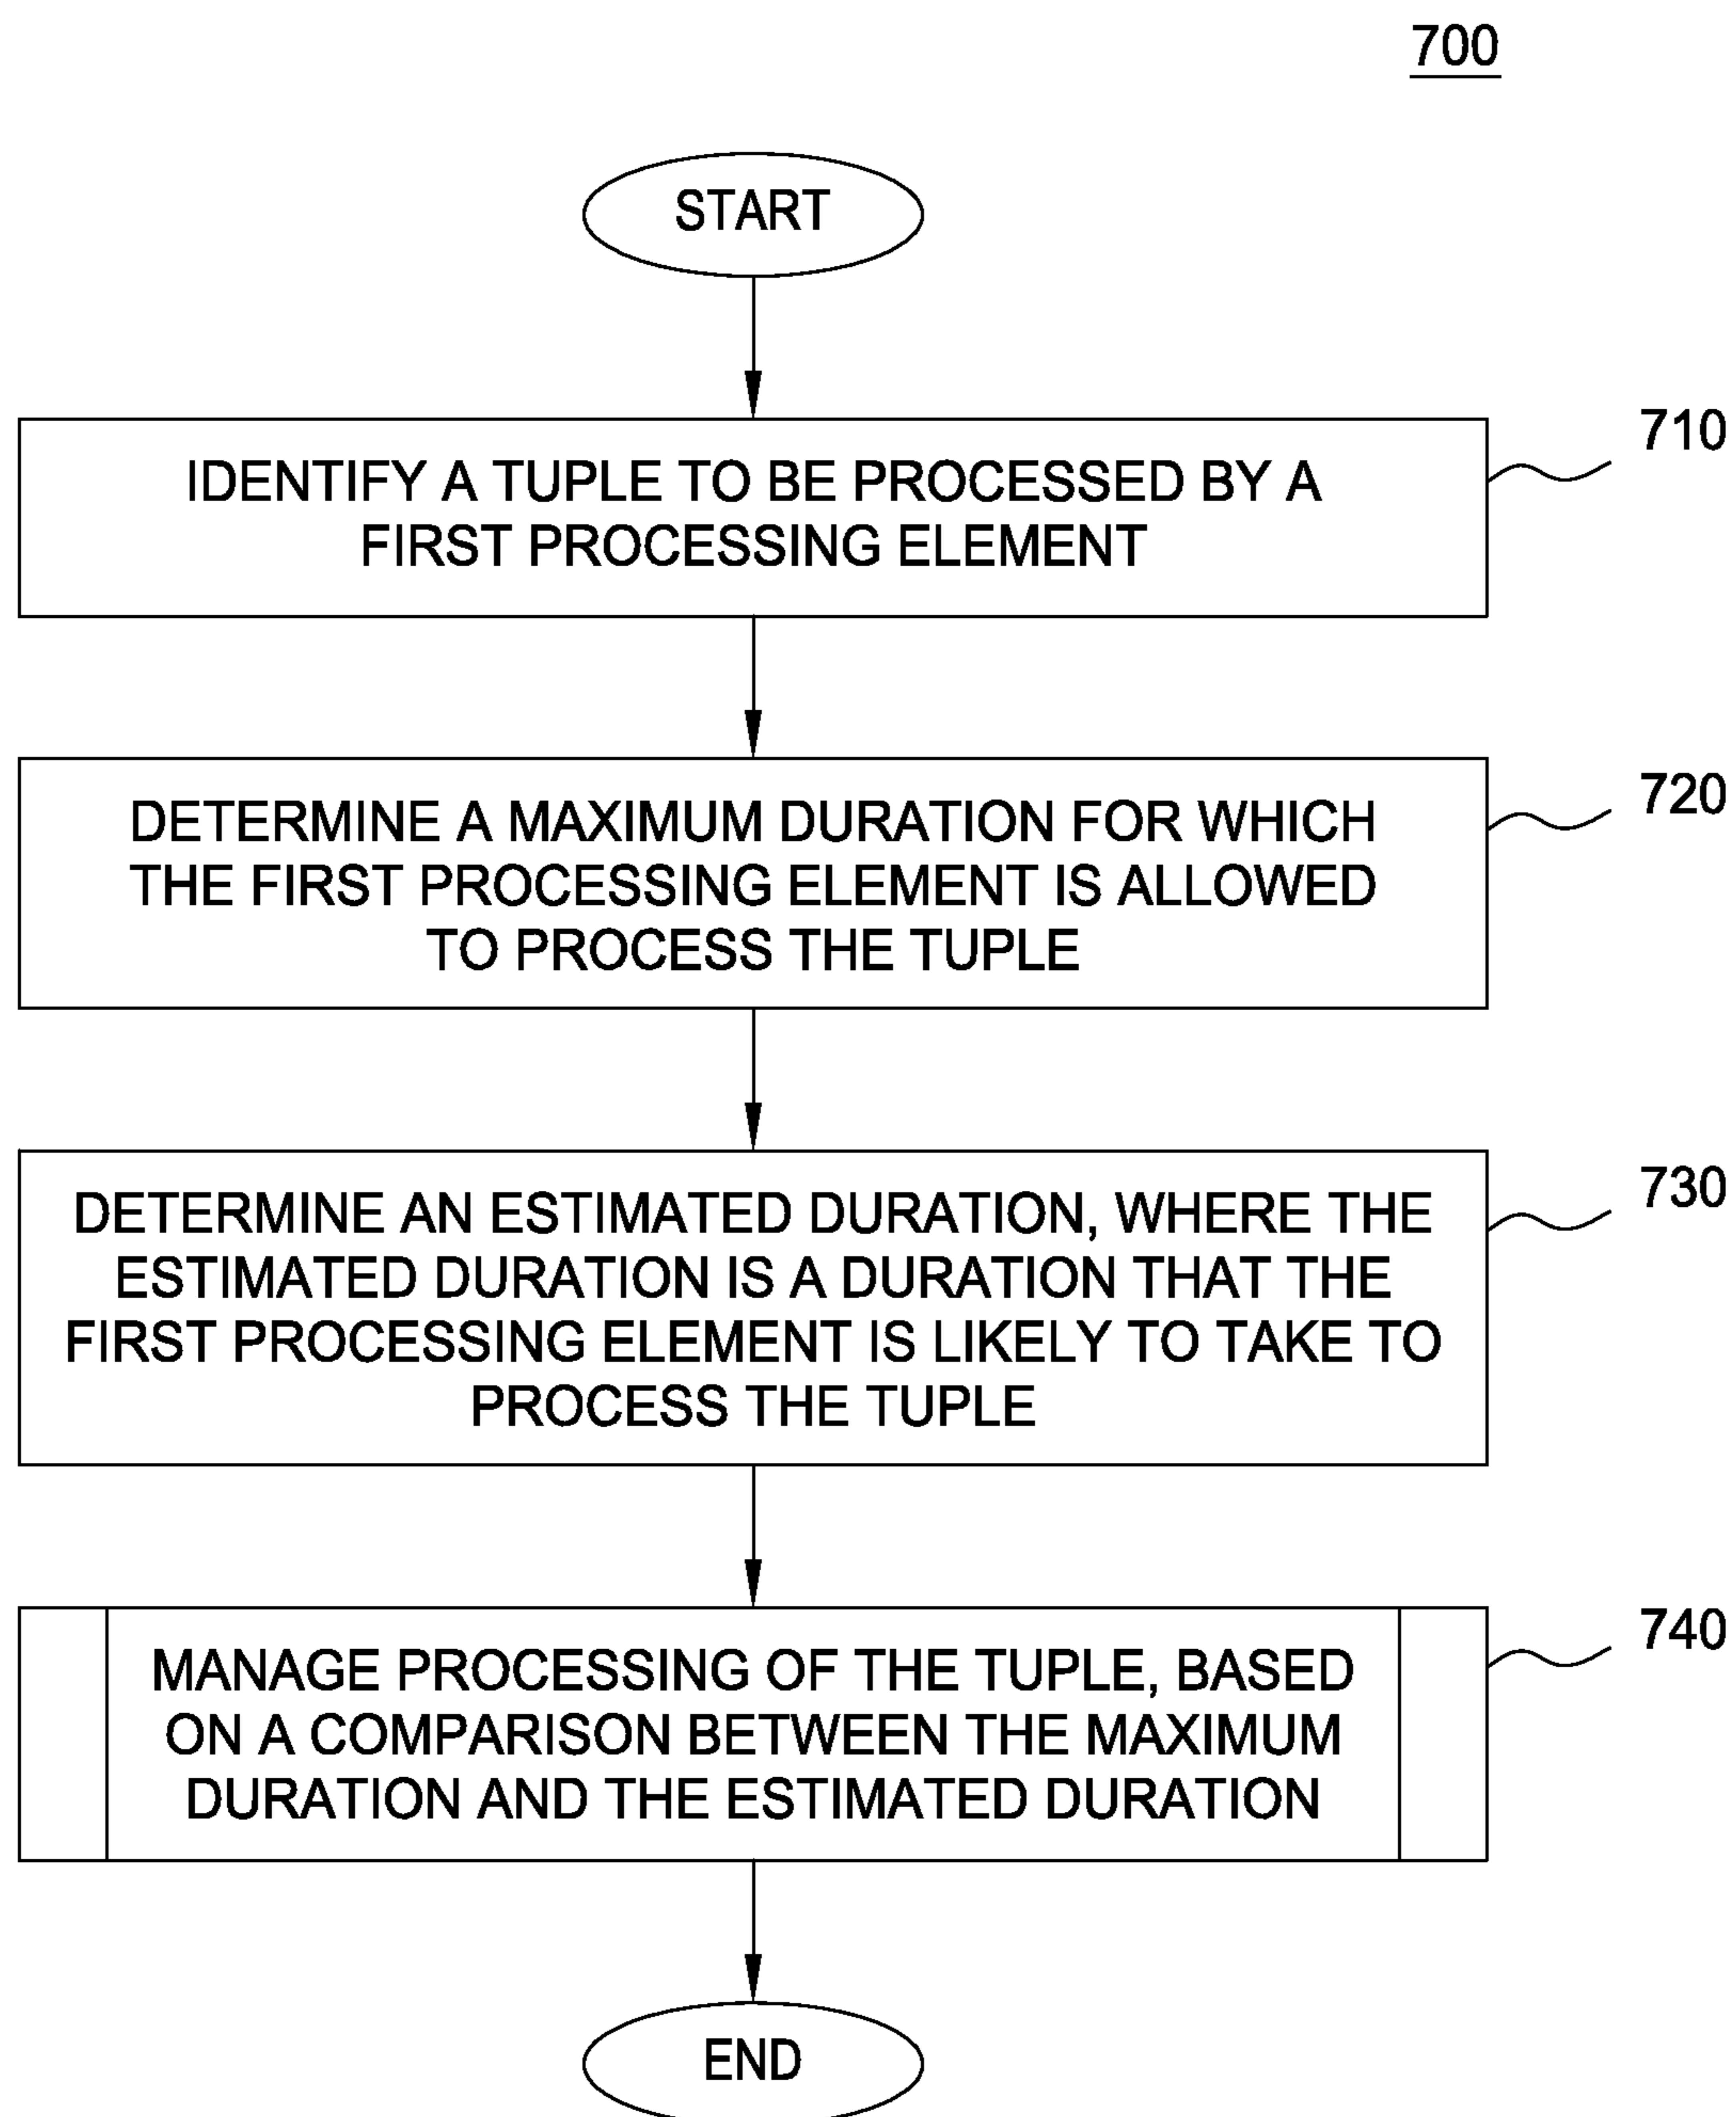 700
START
IDENTIFY A TUPLE TO BE PROCESSED BY A
FIRST PROCESSING ELEMENT
710
DETERMINE A MAXIMUM DURATION FOR WHICH
THE FIRST PROCESSING ELEMENT IS ALLOWED
TO PROCESS THE TUPLE
720
DETERMINE AN ESTIMATED DURATION, WHERE THE
ESTIMATED DURATION IS A DURATION THAT THE
FIRST PROCESSING ELEMENT IS LIKELY TO TAKE TO
PROCESS THE TUPLE
730
MANAGE PROCESSING OF THE TUPLE, BASED
ON A COMPARISON BETWEEN THE MAXIMUM
DURATION AND THE ESTIMATED DURATION
740
END